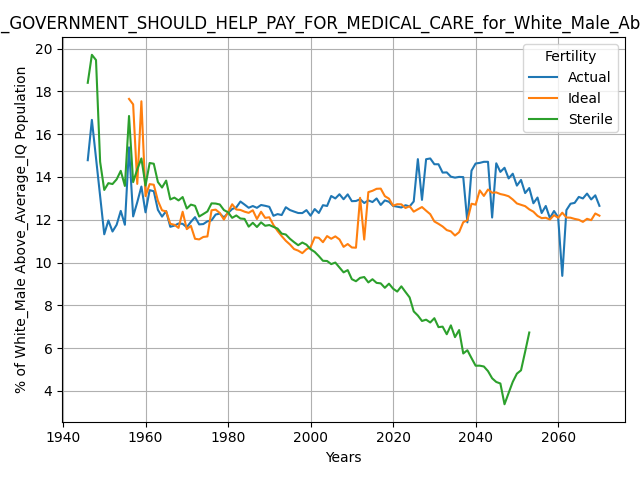 _GOVERNMENT_SHOULD_HELP_PAY_FOR_MEDICAL_CARE_for_White_Male_Ab
Fertility
Actual
Ideal
Sterile
% of White_Male Above_Average_IQ Population
20
18
16
14
12
10
8
6
4
1940 1960 1980 2000 2020 2040 2060
Years